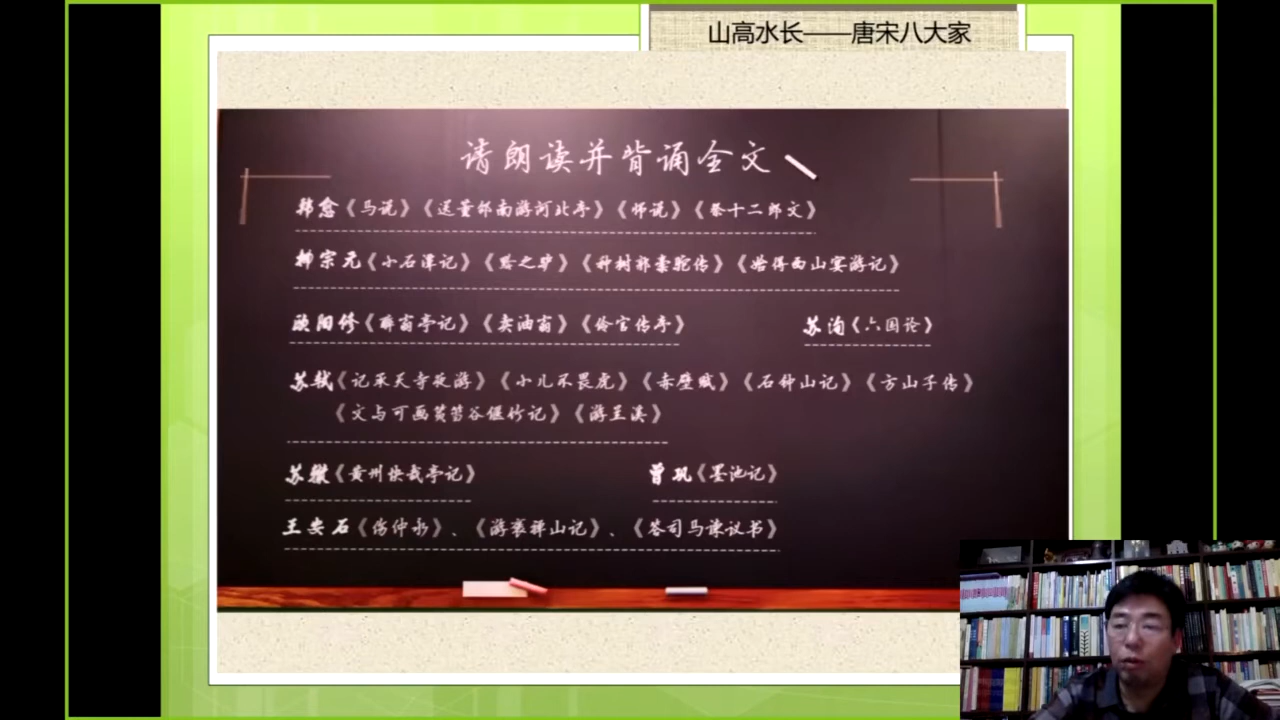 山高水长——唐宋八大家
请朗读并背诵全文
韩愈《马说》《送董邵南游河北序》《师说》《祭十二郎文》
柳宗元《小石潭记》《黔之驴》《种树郭橐驼传》《始得西山宴游记》
欧阳修《醉翁亭记》《卖油翁》《伶官传序》 苏洵《六国论》
苏轼《记承天寺夜游》《小儿不畏虎》《赤壁赋》《石钟山记》《方山子传》
《文与可画筼筜谷偃竹记》《游兰溪》
苏辙《黄州快哉亭记》 曾巩《墨池记》
王安石《伤仲永》、《游褒禅山记》、《答司马谏议书》